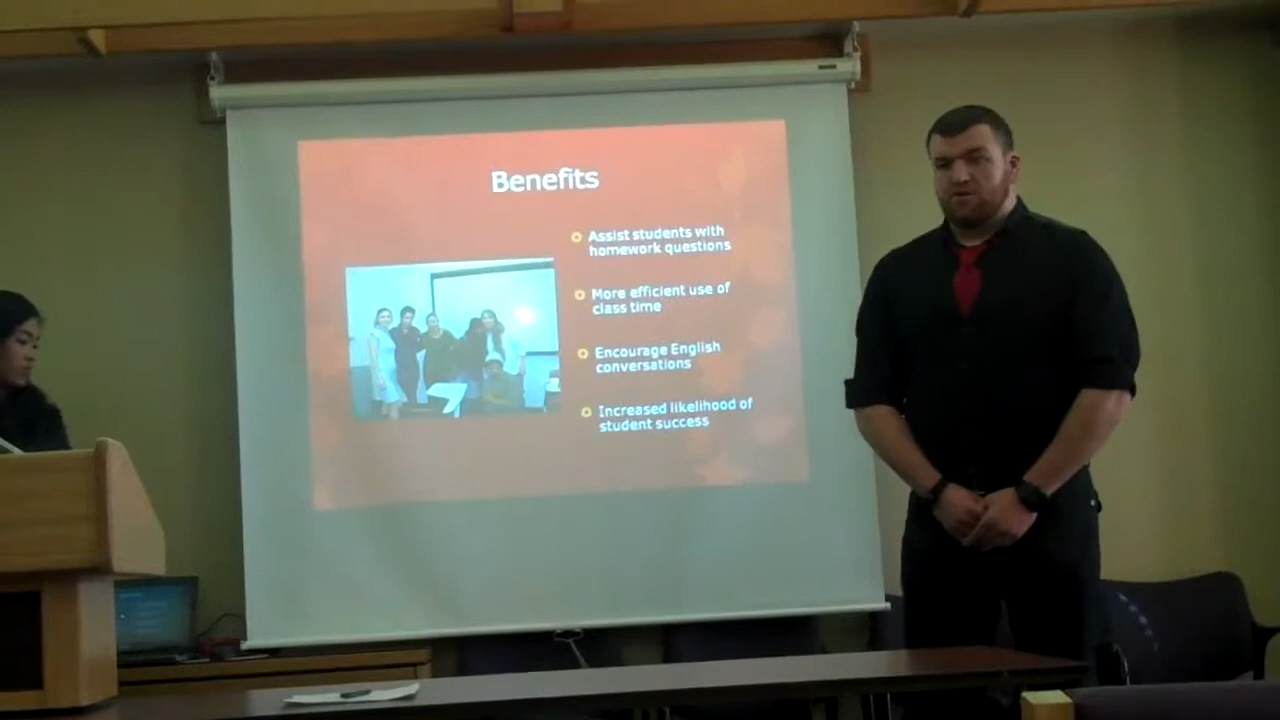 Benefits
Assist students with
homework questions
More efficient use of
class time
Encourage English
conversations
Increased likelihood of
student success